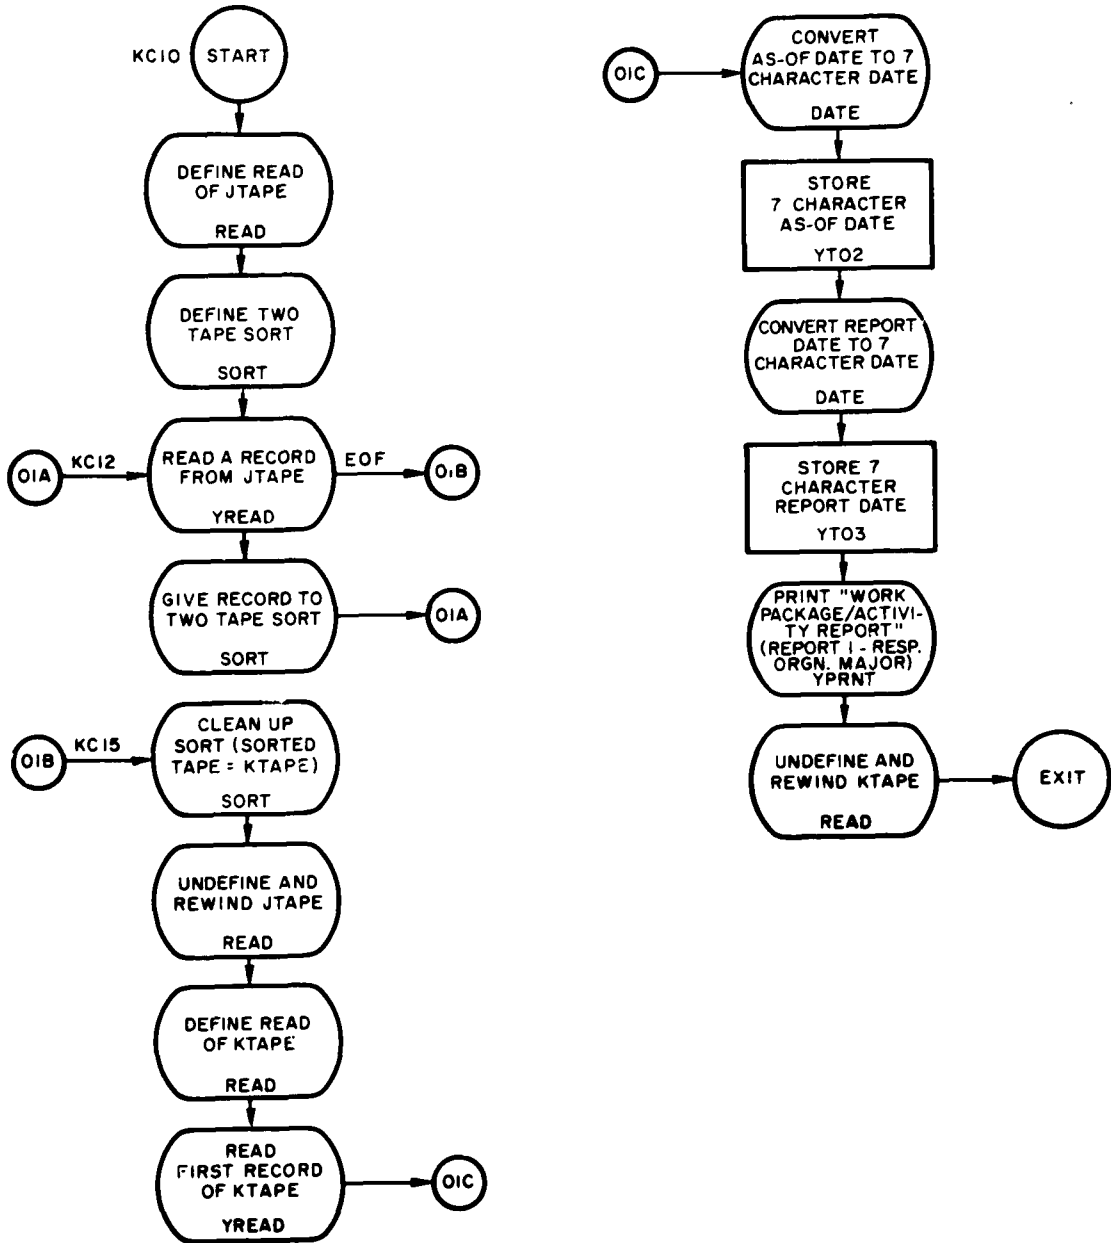 KC10
START
DEFINE READ
OF JTAPE
READ
DEFINE TWO
TAPE SORT
SORT
01A
KC12
READ A RECORD
FROM JTAPE
YREAD
EOF
01B
GIVE RECORD TO
TWO TAPE SORT
SORT
01A
01B
KC15
CLEAN UP
SORT (SORTED
TAPE = KTAPE)
SORT
UNDEFINE AND
REWIND JTAPE
READ
DEFINE READ
OF KTAPE
READ
READ
FIRST RECORD
OF KTAPE
YREAD
01C
01C
CONVERT
AS-OF DATE TO 7
CHARACTER DATE
DATE
STORE
7 CHARACTER
AS-OF DATE
YT02
CONVERT REPORT
DATE TO 7
CHARACTER DATE
DATE
STORE 7
CHARACTER
REPORT DATE
YT03
PRINT "WORK
PACKAGE/ACTIVI-
TY REPORT"
(REPORT 1 - RESP.
ORGN. MAJOR)
YPRNT
UNDEFINE AND
REWIND KTAPE
READ
EXIT